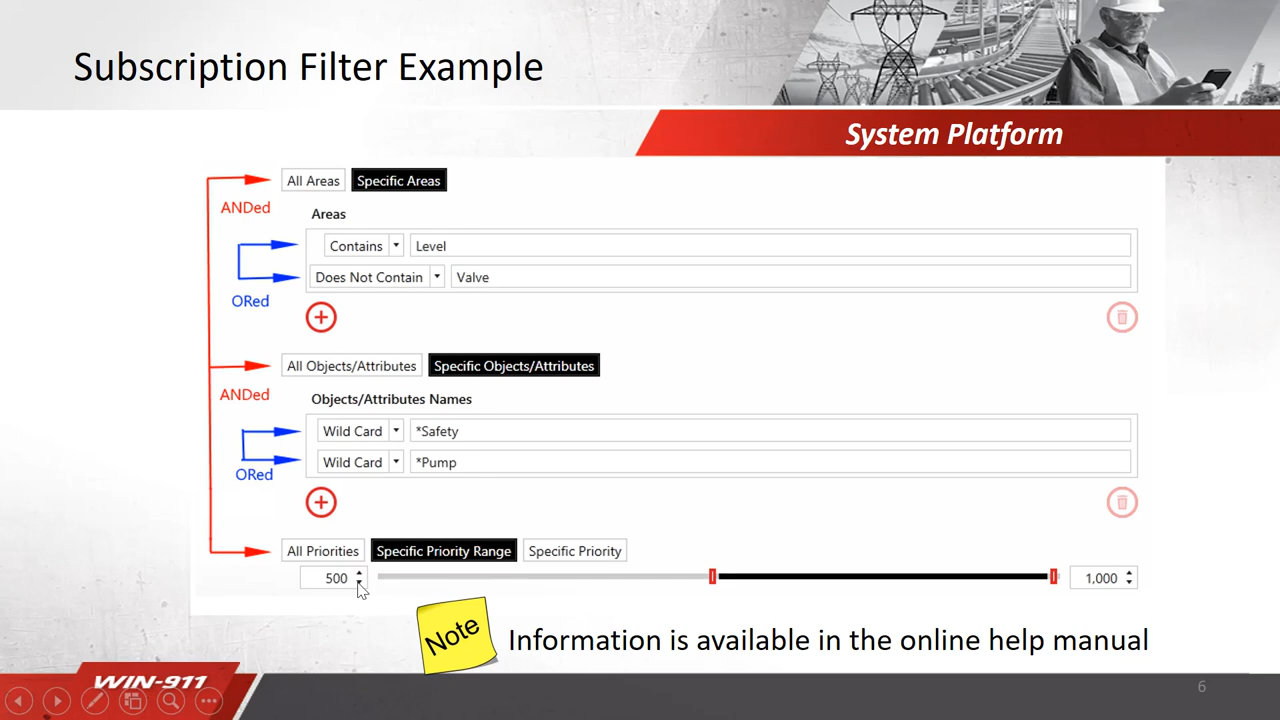 Subscription Filter Example
System Platform
All Areas Specific Areas
ANDed
Areas
Contains Level
Does Not Contain Valve
ORed
All Objects/Attributes Specific Objects/Attributes
ANDed
Objects/Attributes Names
Wild Card *Safety
Wild Card *Pump
ORed
All Priorities Specific Priority Range Specific Priority
500 1,000
Note Information is available in the online help manual
WIN-911
6